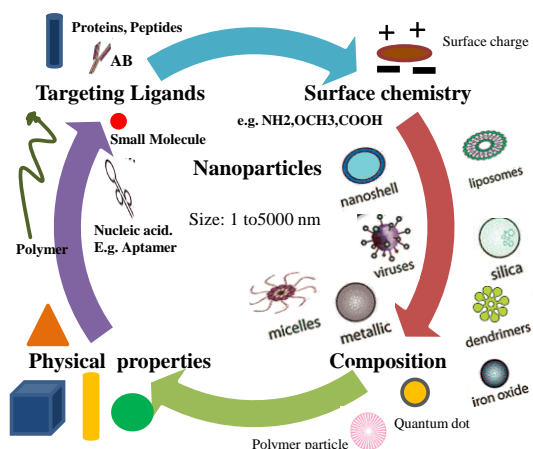 Proteins, Peptides
AB
Targeting Ligands
Small Molecule
Nucleic acid.
E.g. Aptamer
Polymer
Surface charge
Surface chemistry
e.g. NH2,OCH3,COOH
Nanoparticles
Size: 1 to5000 nm
nanoshell
liposomes
viruses
silica
micelles
metallic
dendrimers
iron oxide
Physical properties
Composition
Quantum dot
Polymer particle